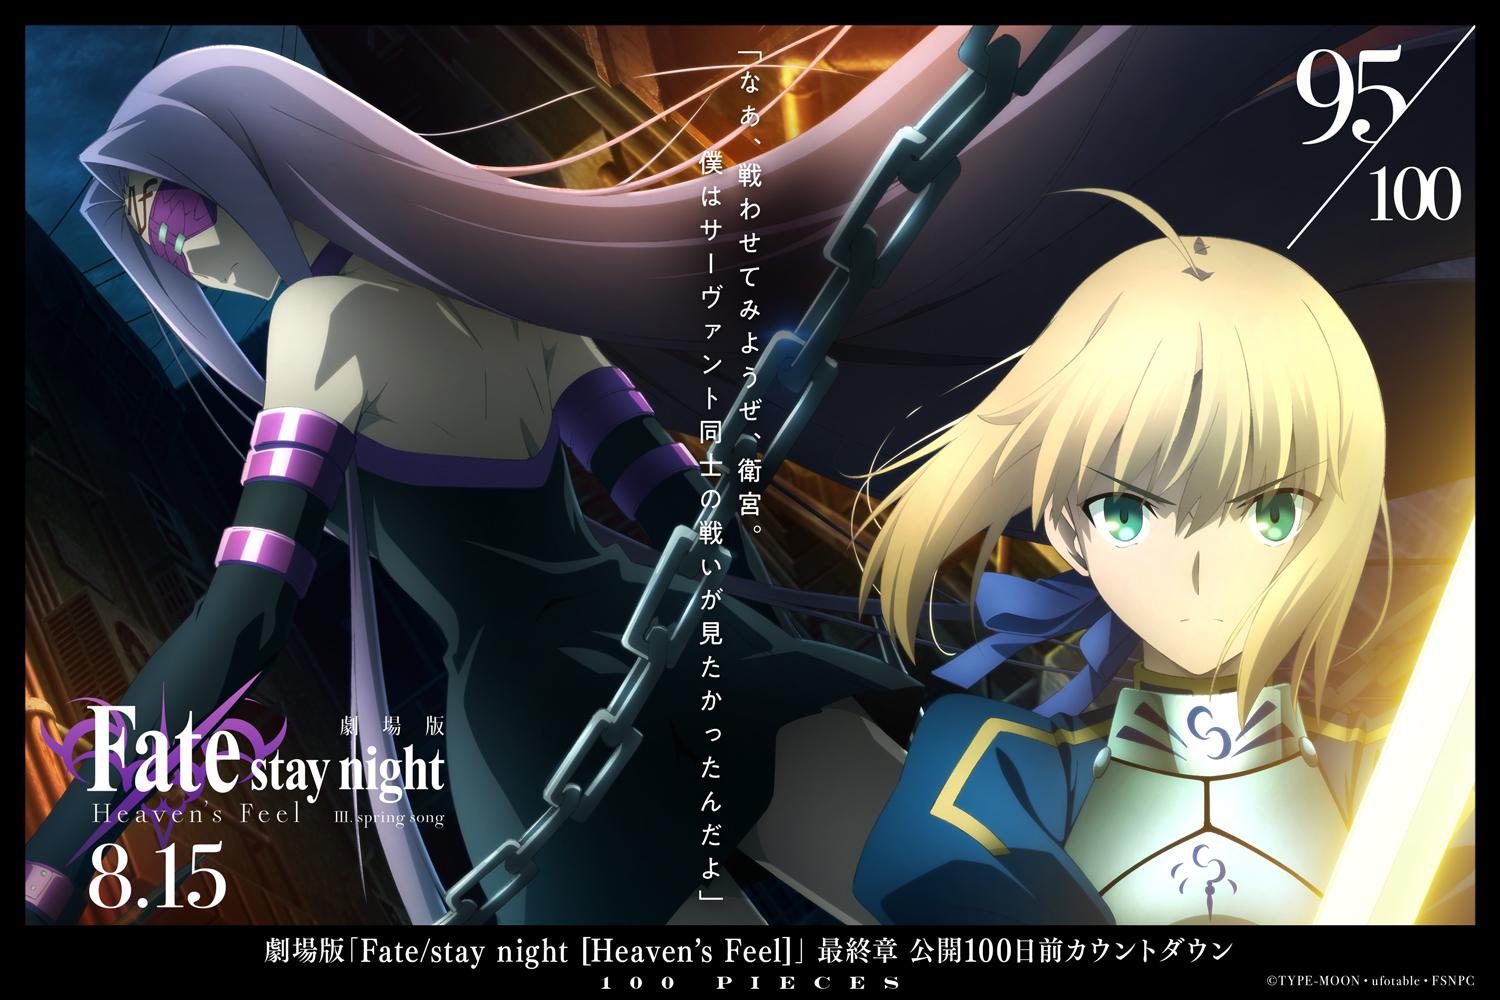 95/100
「なあ、戦わせてみようぜ、衛宮。
僕はサーヴァント同士の戦いが見たかったんだよ」
劇場版
Fate stay night
Heaven's Feel III. spring song
8.15
劇場版「Fate/stay night [Heaven's Feel]」最終章 公開100日前カウントダウン
100 PIECES
©TYPE-MOON・ufotable・FSNPC